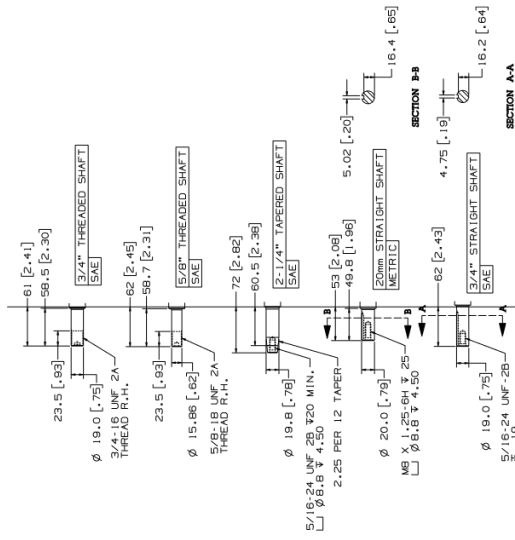 61 [2.41]
58.5 [2.30]
3/4" THREADED SHAFT
SAE
23.5 [.93]
Ø 19.0 [.75]
3/4-16 UNF 2A
THREAD R.H.
62 [2.45]
58.7 [2.31]
5/8" THREADED SHAFT
SAE
23.5 [.93]
Ø 15.86 [.62]
5/8-18 UNF 2A
THREAD R.H.
72 [2.82]
60.5 [2.38]
2-1/4" TAPERED SHAFT
SAE
Ø 19.8 [.78]
5/16-24 UNF 2B ↧20 MIN.
⌴ Ø8.8 ↧ 4.50
2.25 PER 12 TAPER
53 [2.08]
49.8 [1.96]
20mm STRAIGHT SHAFT
METRIC
B
B
Ø 20.0 [.79]
M8 X 1.25-6H ↧ 25
⌴ Ø8.8 ↧ 4.50
5.02 [.20]
16.4 [.65]
SECTION B-B
62 [2.43]
3/4" STRAIGHT SHAFT
SAE
A
A
Ø 19.0 [.75]
5/16-24 UNF-2B
4.75 [.19]
16.2 [.64]
SECTION A-A